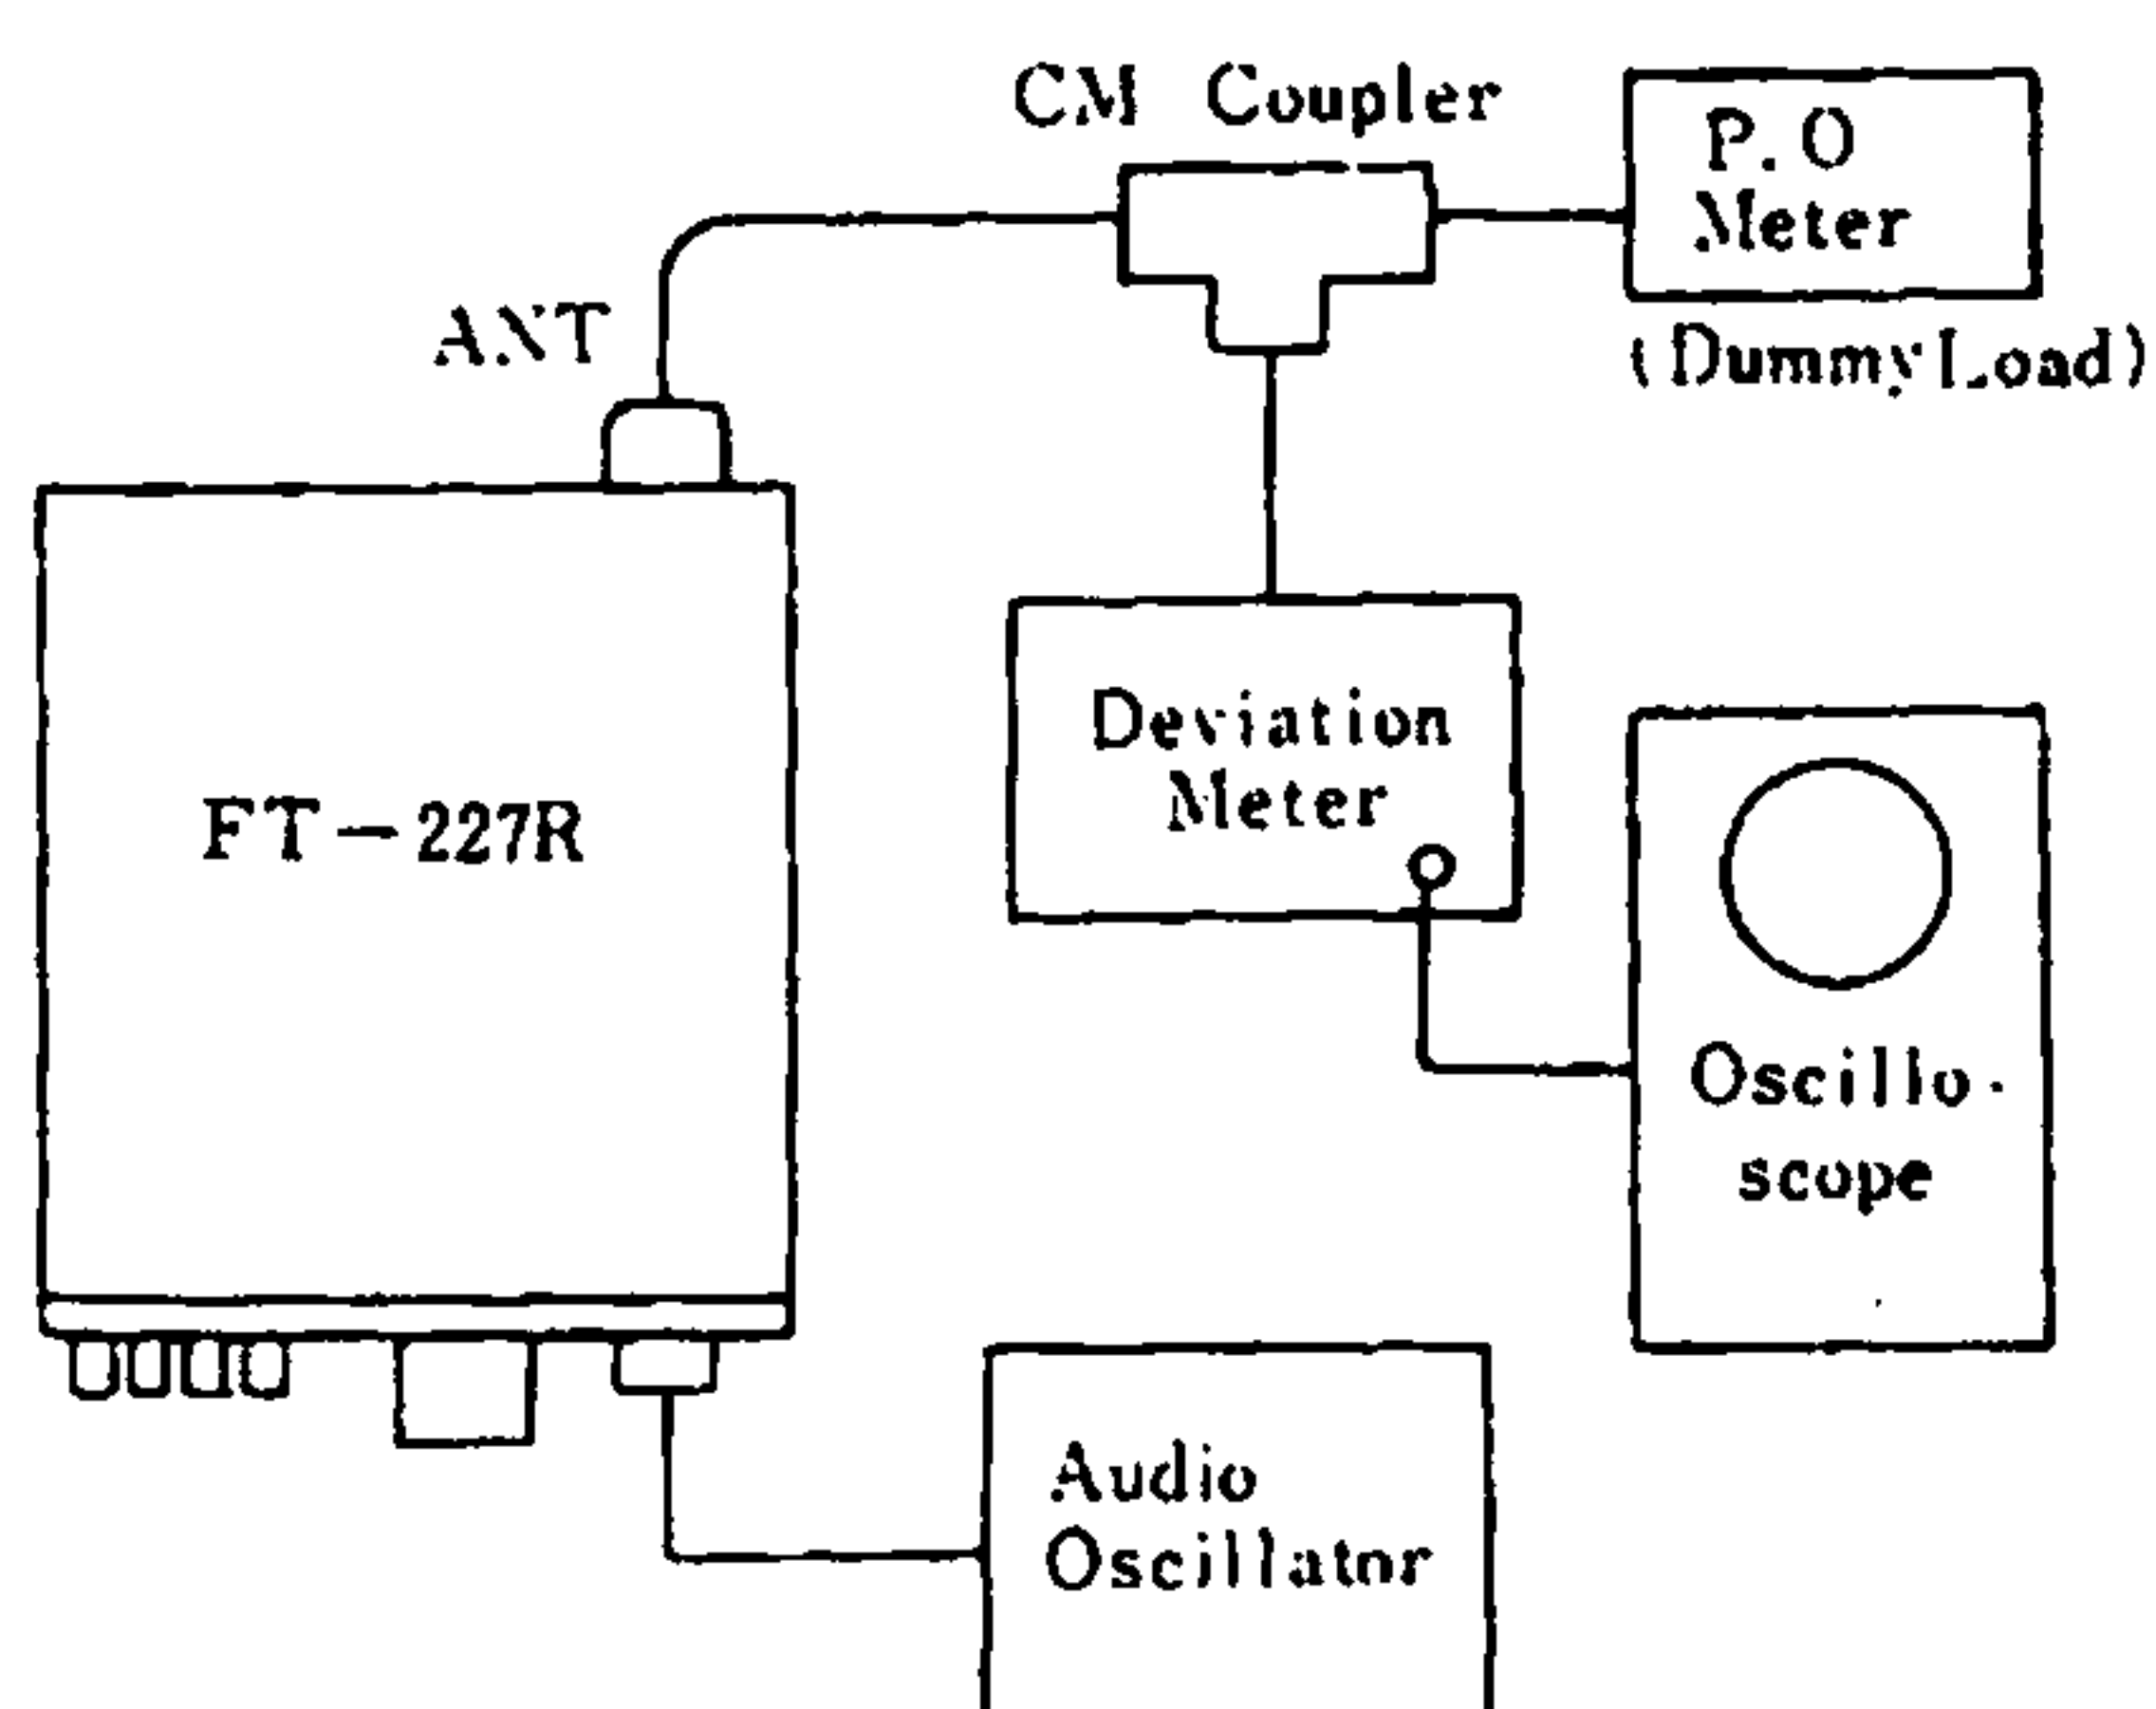 CM Coupler
P.O
Meter
(Dummy Load)
ANT
Deviation
Meter
FT-227R
Oscillo-
scope
Audio
Oscillator